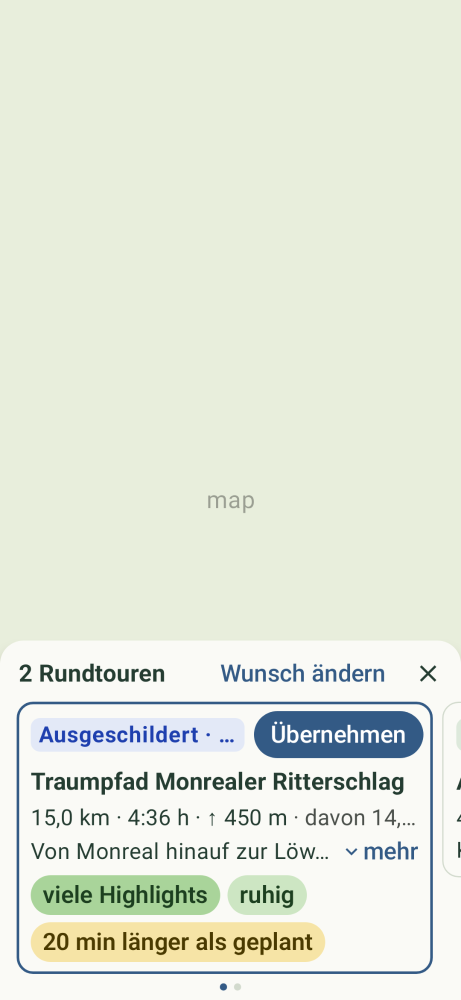 map
2 Rundtouren Wunsch ändern
Ausgeschildert · … Übernehmen
Traumpfad Monrealer Ritterschlag
15,0 km · 4:36 h · ↑ 450 m · davon 14,…
Von Monreal hinauf zur Löw… mehr
viele Highlights ruhig
20 min länger als geplant